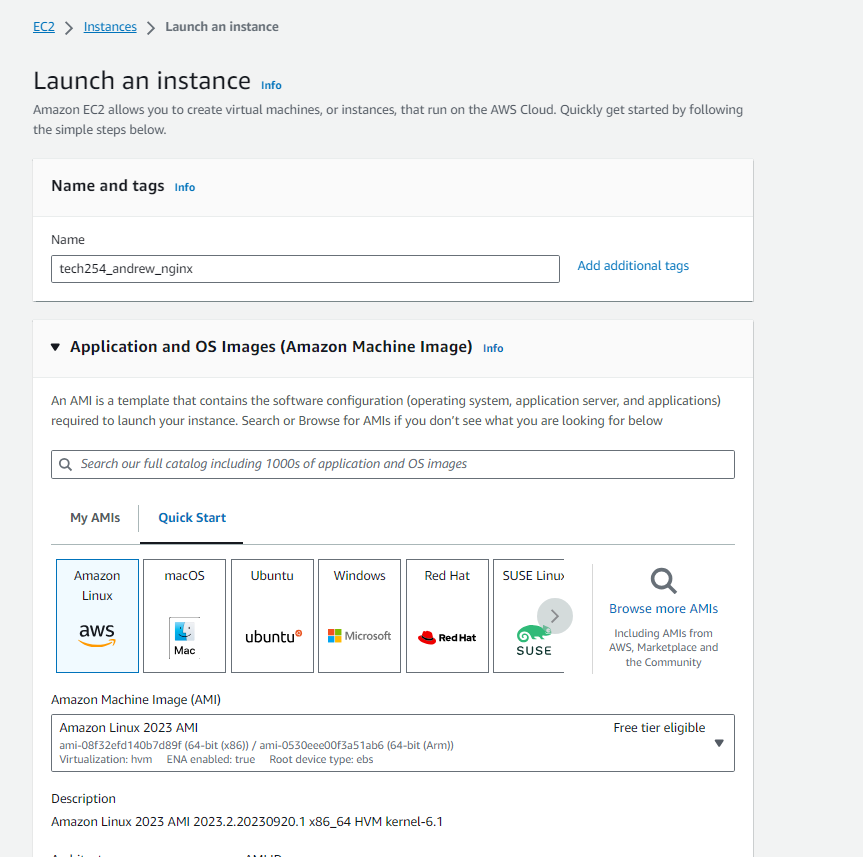 EC2 > Instances > Launch an instance
Launch an instance Info
Amazon EC2 allows you to create virtual machines, or instances, that run on the AWS Cloud. Quickly get started by following
the simple steps below.
Name and tags Info
Name
tech254_andrew_nginx
Add additional tags
Application and OS Images (Amazon Machine Image) Info
An AMI is a template that contains the software configuration (operating system, application server, and applications)
required to launch your instance. Search or Browse for AMIs if you don't see what you are looking for below
Search our full catalog including 1000s of application and OS images
My AMIs
Quick Start
Amazon
Linux
aws
macOS
Mac
Ubuntu
ubuntu
Windows
Microsoft
Red Hat
Red Hat
SUSE Linux
SUSE
Browse more AMIs
Including AMIs from
AWS, Marketplace and
the Community
Amazon Machine Image (AMI)
Amazon Linux 2023 AMI
Free tier eligible
ami-08f32efd140b7d89f (64-bit (x86)) / ami-0530eee00f3a51ab6 (64-bit (Arm))
Virtualization: hvm ENA enabled: true Root device type: ebs
Description
Amazon Linux 2023 AMI 2023.2.20230920.1 x86_64 HVM kernel-6.1